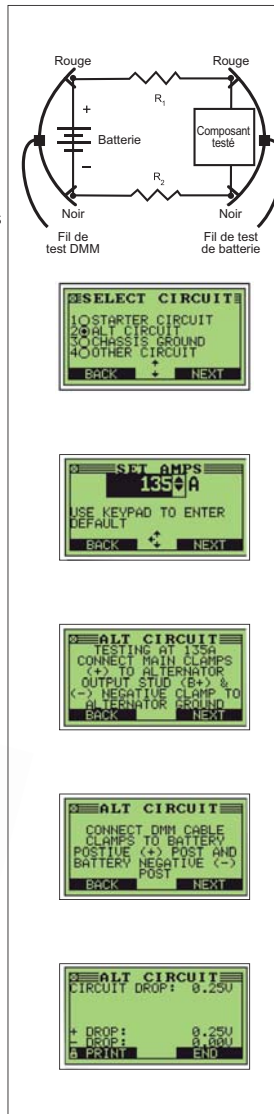 Rouge
Rouge
R1
+
Batterie
Composant
testé
–
R2
Noir
Noir
Fil de
test DMM
Fil de test
de batterie
s
SELECT CIRCUIT
1 STARTER CIRCUIT
2 ALT CIRCUIT
3 CHASSIS GROUND
4 OTHER CIRCUIT
BACK NEXT
SET AMPS
135 A
USE KEYPAD TO ENTER
DEFAULT
BACK NEXT
ALT CIRCUIT
TESTING AT 135A
CONNECT MAIN CLAMPS
(+) TO ALTERNATOR
OUTPUT STUD (B+) &
(-) NEGATIVE CLAMP TO
ALTERNATOR GROUND
BACK NEXT
ALT CIRCUIT
CONNECT DMM CABLE
CLAMPS TO BATTERY
POSTIVE (+) POST AND
BATTERY NEGATIVE (-)
POST
BACK NEXT
ALT CIRCUIT
CIRCUIT DROP: 0.25V
+ DROP: 0.25V
- DROP: 0.00V
PRINT END